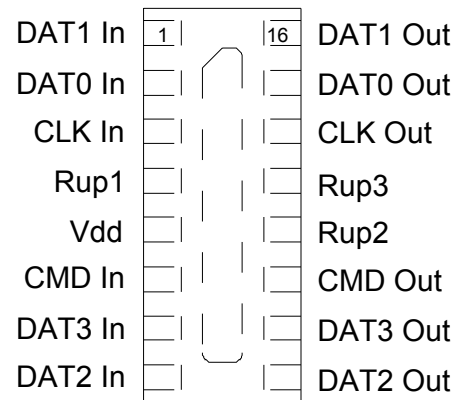 DAT1 In 1 16 DAT1 Out
DAT0 In DAT0 Out
CLK In CLK Out
Rup1 Rup3
Vdd Rup2
CMD In CMD Out
DAT3 In DAT3 Out
DAT2 In DAT2 Out